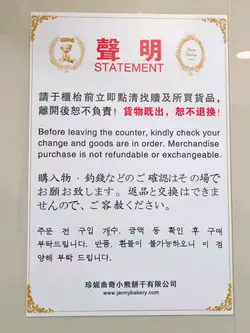 聲明
STATEMENT
請于櫃枱前立即點清找贖及所買貨品，
離開後恕不負責！貨物既出，恕不退換！
Before leaving the counter, kindly check your
change and goods are in order. Merchandise
purchase is not refundable or exchangeable.
購入物・釣錢などのご確認はその場で
お願お致します。返品と交換はできま
せんので、ご容赦ください。
주문 전 구입 개수, 금액 등 확인 후 구매
부탁드립니다. 반품, 환불이 불가능하오니 이 점
양해 부탁 드립니다.
珍妮曲奇小熊餅干有限公司
www.jennybakery.com